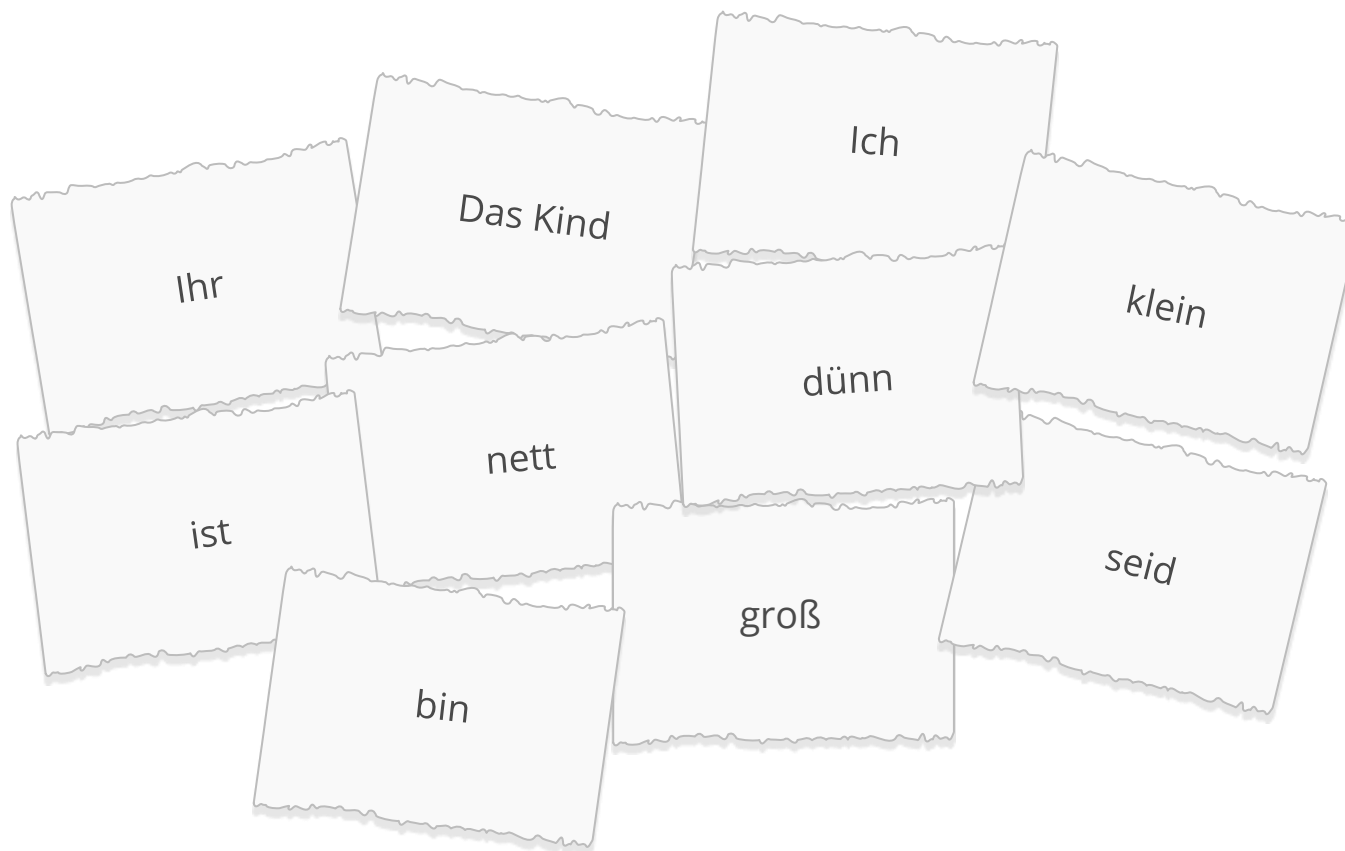 Ich
Das Kind
Ihr
klein
dünn
nett
ist
seid
groß
bin